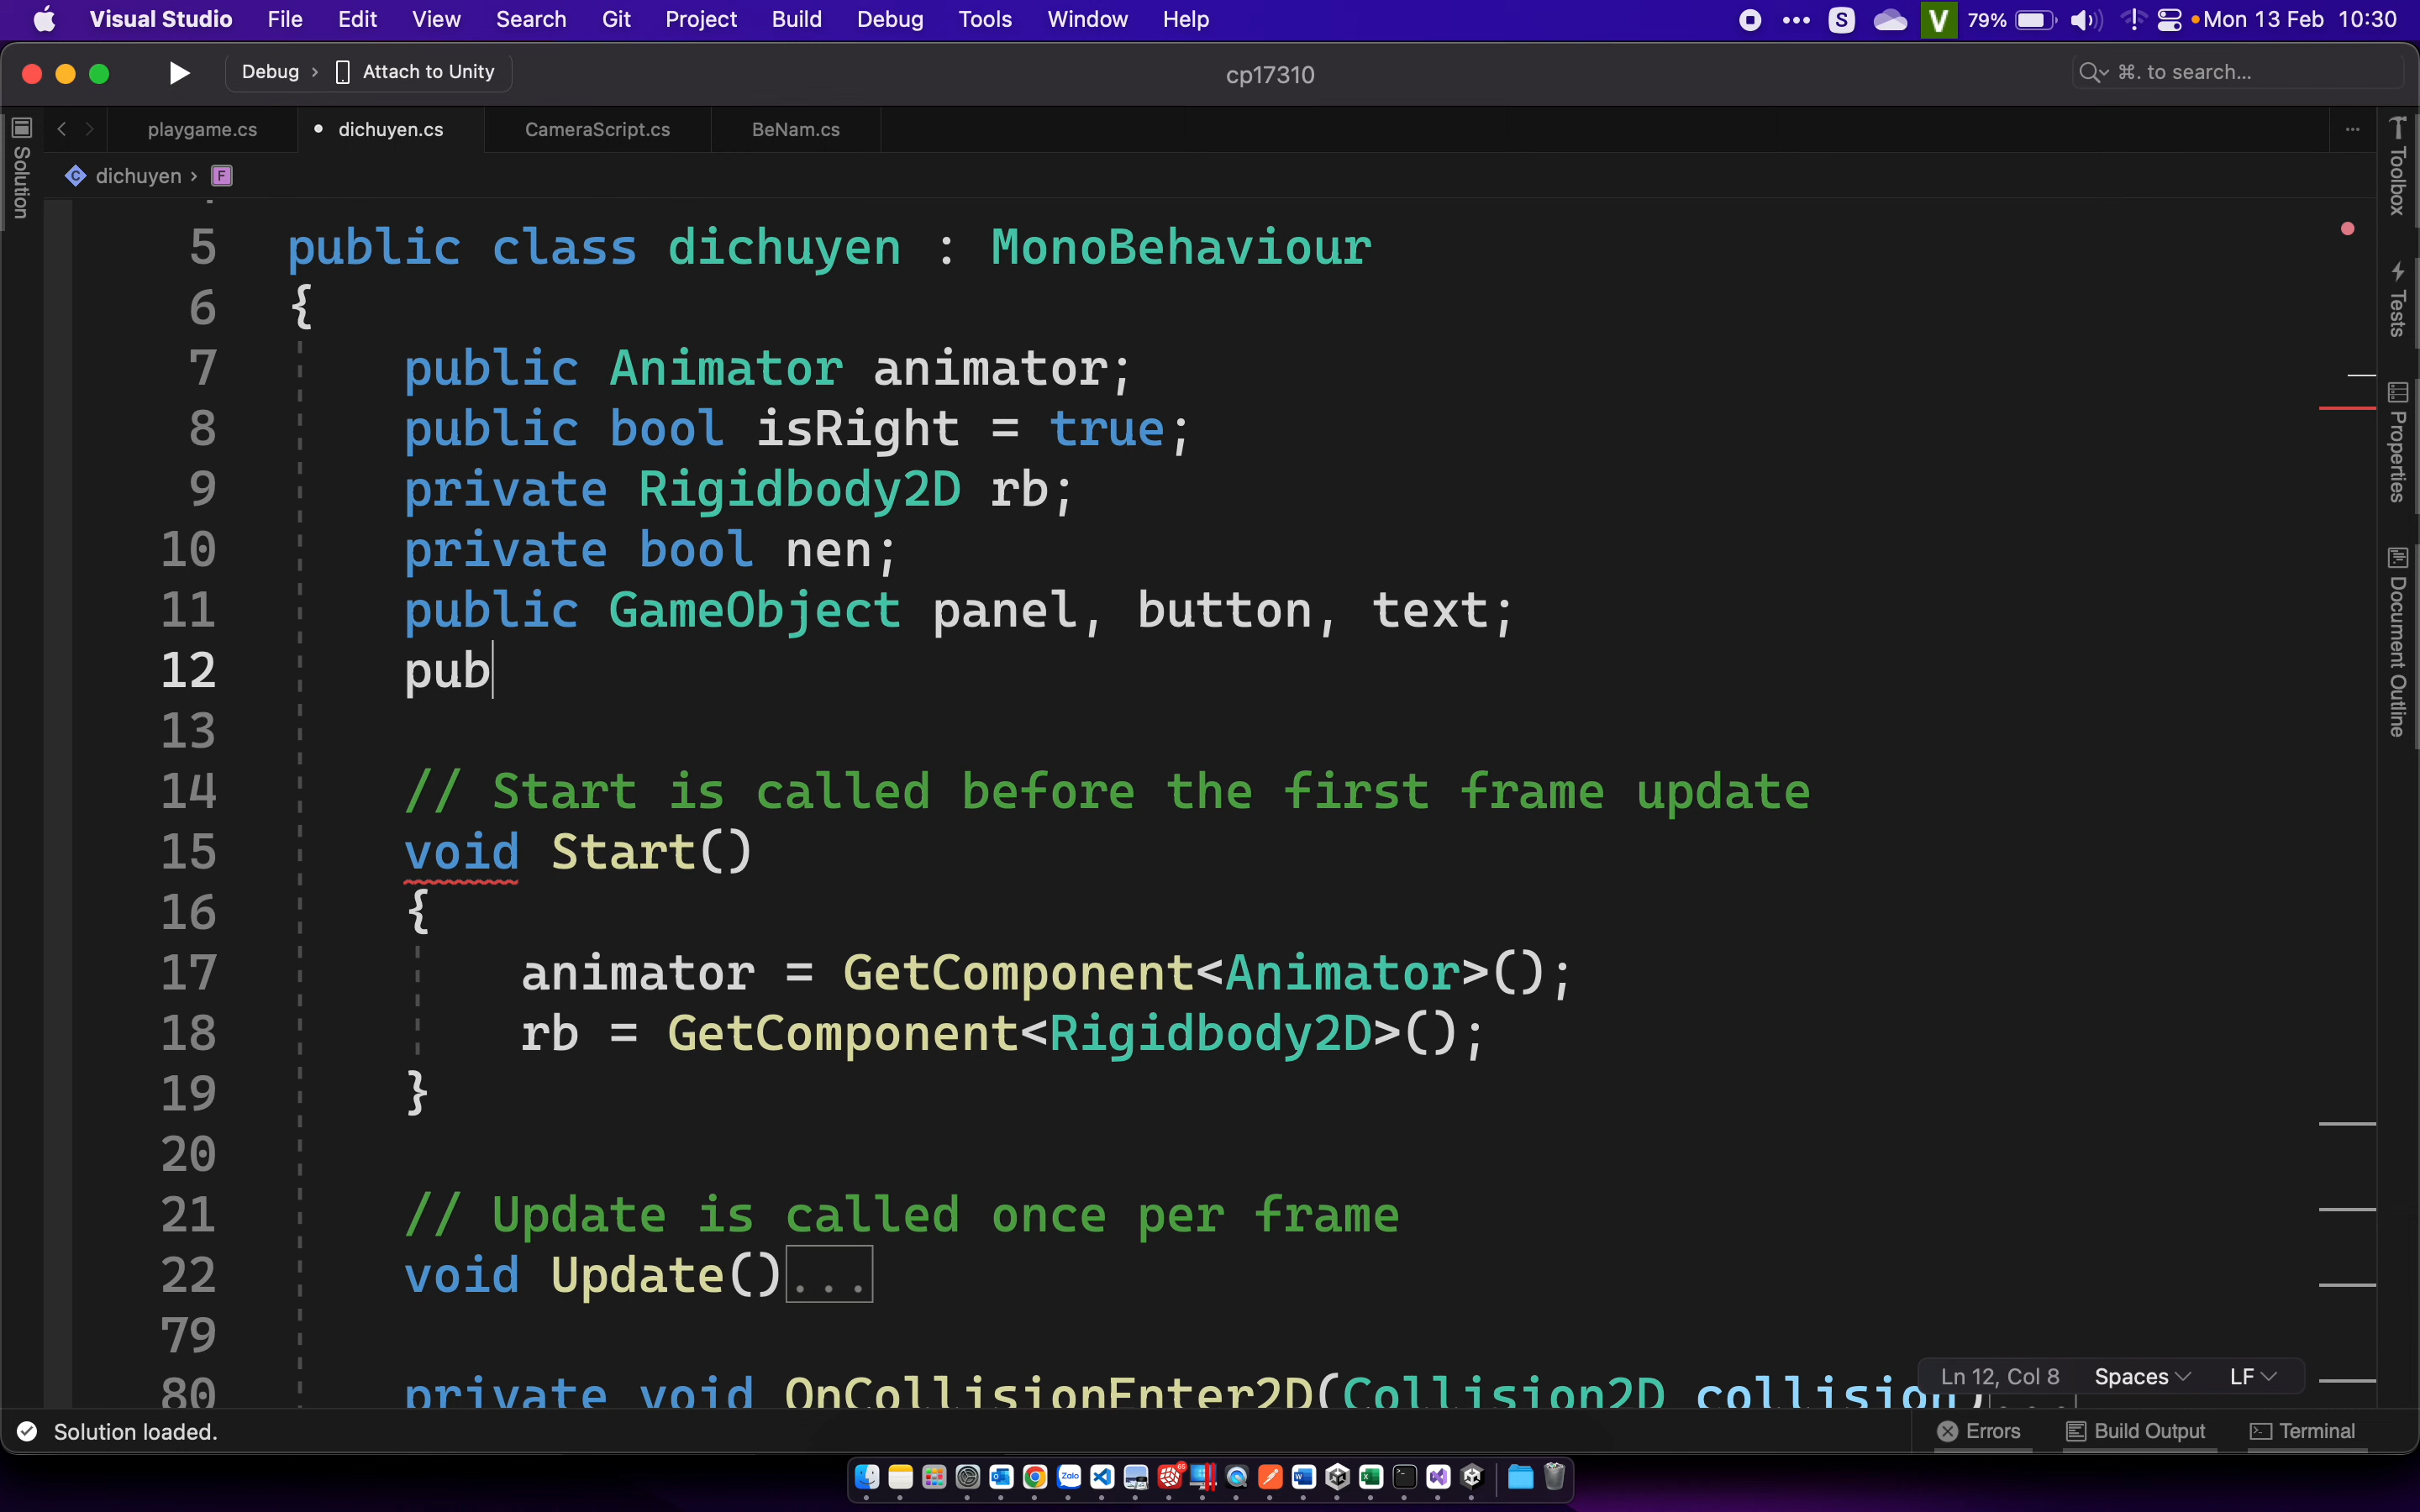 Visual Studio File Edit View Search Git Project Build Debug Tools Window Help S V 79% Mon 13 Feb 10:30
Debug › Attach to Unity cp17310 ⌘. to search...
playgame.cs dichuyen.cs CameraScript.cs BeNam.cs ...
dichuyen › F
Solution
Toolbox
Tests
Properties
Document Outline
5 public class dichuyen : MonoBehaviour
6 {
7 public Animator animator;
8 public bool isRight = true;
9 private Rigidbody2D rb;
10 private bool nen;
11 public GameObject panel, button, text;
12 pub
13
14 // Start is called before the first frame update
15 void Start()
16 {
17 animator = GetComponent<Animator>();
18 rb = GetComponent<Rigidbody2D>();
19 }
20
21 // Update is called once per frame
22 void Update()...
79
80 private void OnCollisionEnter2D(Collision2D collision)...
Ln 12, Col 8 Spaces LF
Solution loaded. Errors Build Output Terminal
Zalo